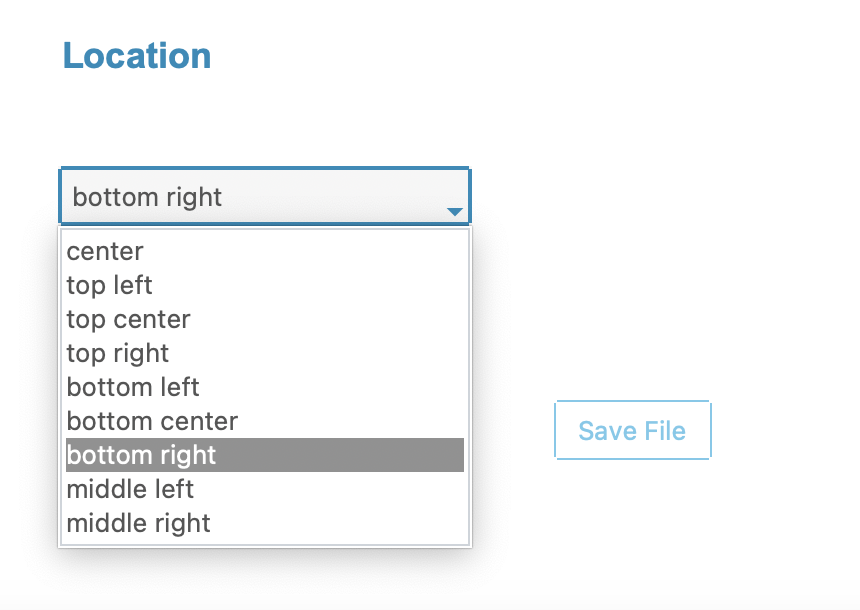 Location
bottom right
center
top left
top center
top right
bottom left
bottom center
bottom right
middle left
middle right
Save File